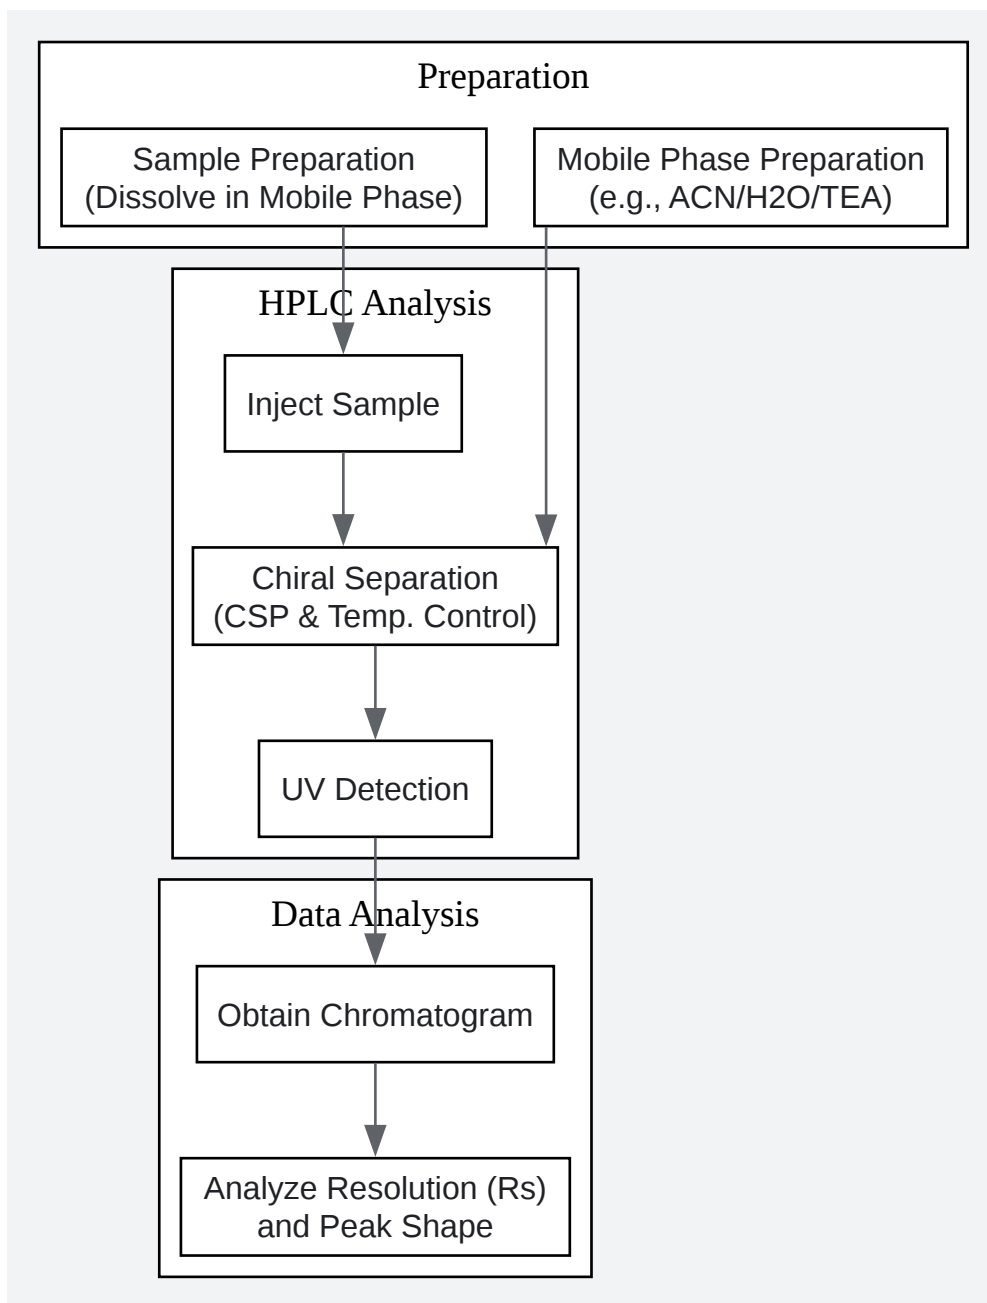 Preparation
Sample Preparation
(Dissolve in Mobile Phase)
Mobile Phase Preparation
(e.g., ACN/H2O/TEA)
HPLC Analysis
Inject Sample
Chiral Separation
(CSP & Temp. Control)
UV Detection
Data Analysis
Obtain Chromatogram
Analyze Resolution (Rs)
and Peak Shape